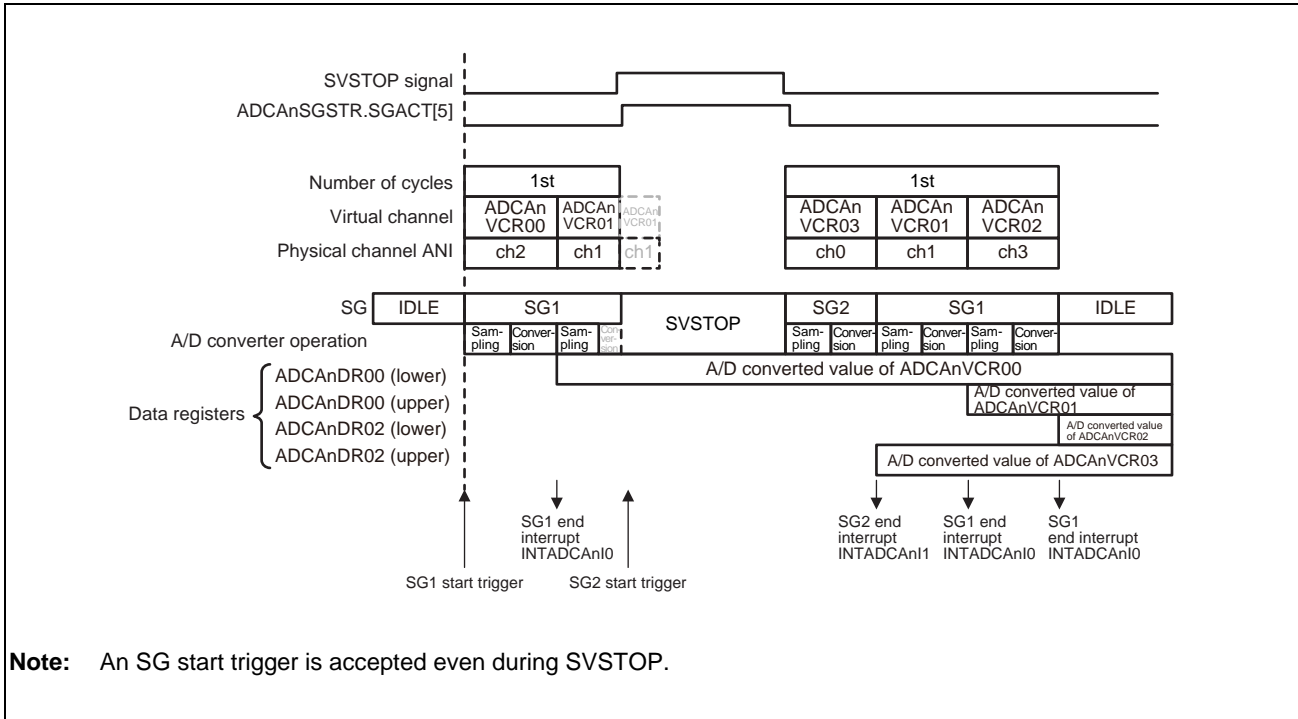 SVSTOP signal
ADCAnSGSTR.SGACT[5]
Number of cycles 1st 1st
Virtual channel ADCAn ADCAn ADCAn ADCAn ADCAn ADCAn
VCR00 VCR01 VCR01 VCR03 VCR01 VCR02
Physical channel ANI ch2 ch1 ch1 ch0 ch1 ch3
SG IDLE SG1 SVSTOP SG2 SG1 IDLE
A/D converter operation Sam- Conver- Sam- Con- Sam- Conver- Sam- Conver- Sam- Conver-
pling sion pling ver- pling sion pling sion pling sion
sion
Data registers
ADCAnDR00 (lower) A/D converted value of ADCAnVCR00
ADCAnDR00 (upper) A/D converted value of
ADCAnVCR01
ADCAnDR02 (lower) A/D converted value
of ADCAnVCR02
ADCAnDR02 (upper) A/D converted value of ADCAnVCR03
SG1 end SG2 end SG1 end SG1
interrupt interrupt interrupt end interrupt
INTADCAnI0 INTADCAnI1 INTADCAnI0 INTADCAnI0
SG1 start trigger SG2 start trigger
Note: An SG start trigger is accepted even during SVSTOP.